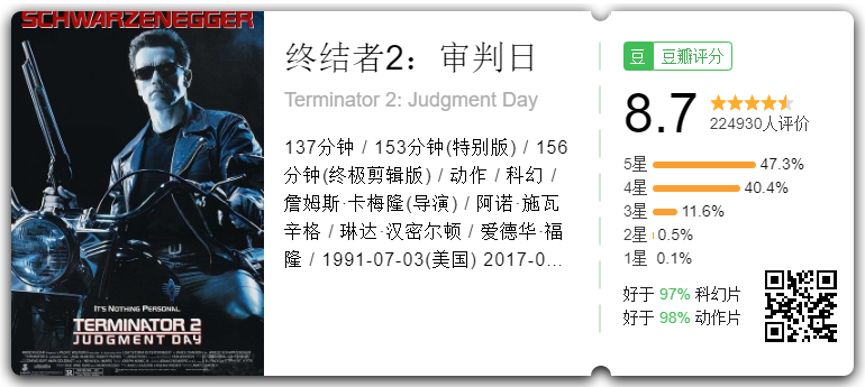 SCHWARZENEGGER
IT'S NOTHING PERSONAL.
TERMINATOR 2
JUDGMENT DAY
终结者2：审判日
Terminator 2: Judgment Day
137分钟 / 153分钟(特别版) / 156
分钟(终极剪辑版) / 动作 / 科幻 /
詹姆斯·卡梅隆(导演) / 阿诺·施瓦
辛格 / 琳达·汉密尔顿 / 爱德华·福
隆 / 1991-07-03(美国) 2017-0...
豆 豆瓣评分
8.7
224930人评价
5星 47.3%
4星 40.4%
3星 11.6%
2星 0.5%
1星 0.1%
好于 97% 科幻片
好于 98% 动作片